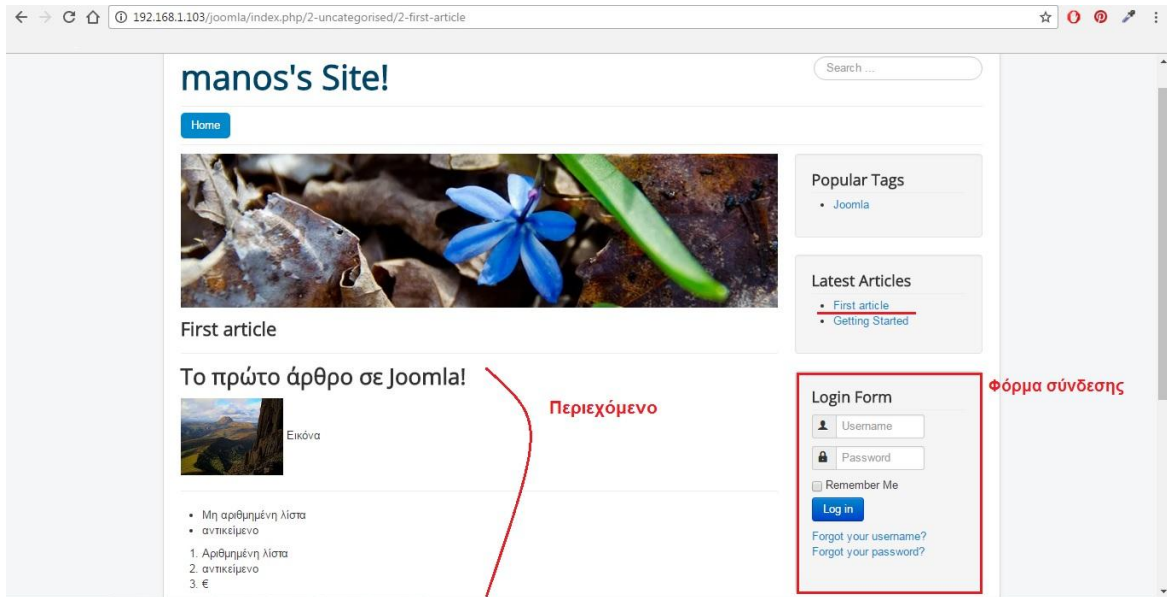 192.168.1.103/joomla/index.php/2-uncategorised/2-first-article
manos's Site!
Search ...
Home
Popular Tags
Joomla
Latest Articles
First article
Getting Started
First article
Το πρώτο άρθρο σε Joomla!
Περιεχόμενο
Εικόνα
Μη αριθμημένη λίστα
αντικείμενο
1. Αριθμημένη λίστα
2. αντικείμενο
3. €
Φόρμα σύνδεσης
Login Form
Username
Password
Remember Me
Log in
Forgot your username?
Forgot your password?